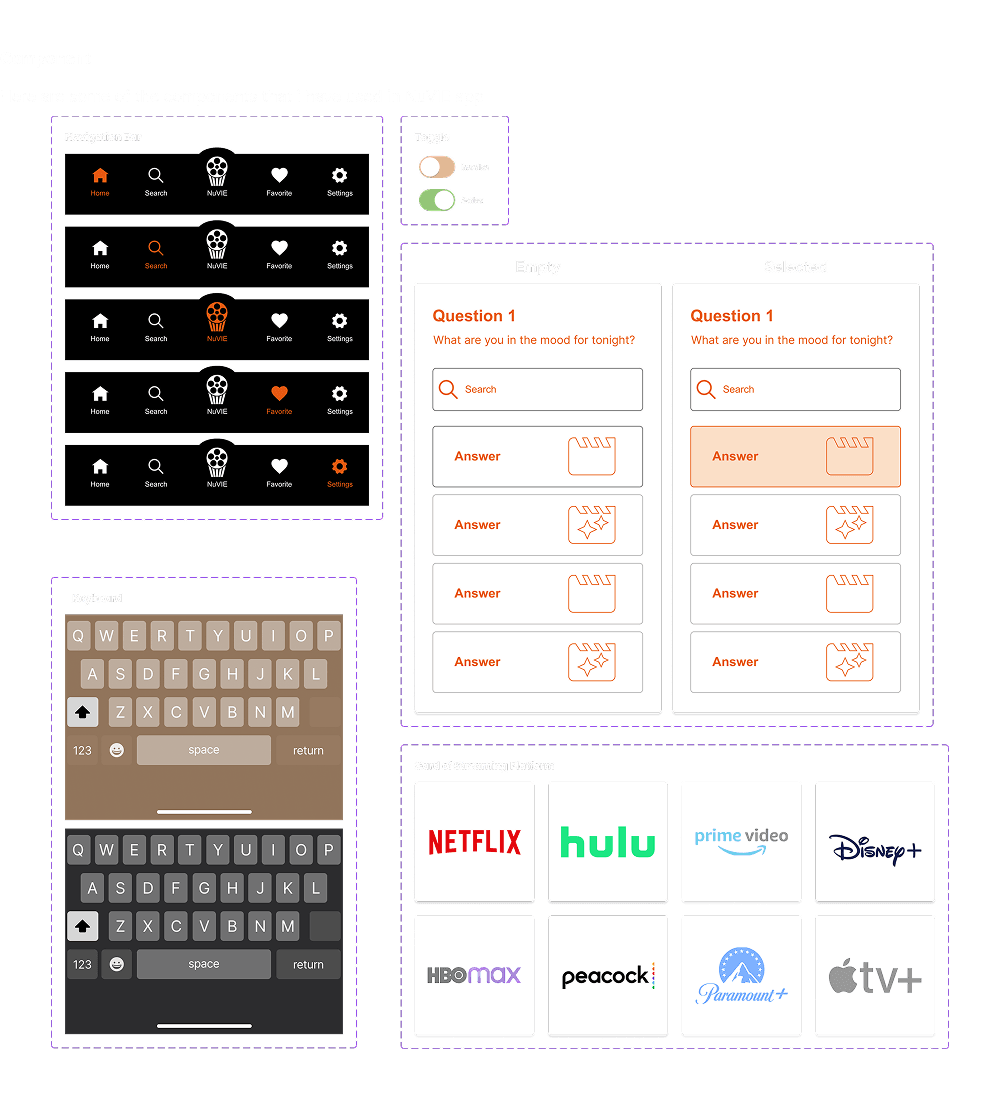 Navigation Bar
Home Search NuVIE Favorite Settings
Home Search NuVIE Favorite Settings
Home Search NuVIE Favorite Settings
Home Search NuVIE Favorite Settings
Home Search NuVIE Favorite Settings
Empty
Question 1
What are you in the mood for tonight?
Search
Answer
Answer
Answer
Answer
Selected
Question 1
What are you in the mood for tonight?
Search
Answer
Answer
Answer
Answer
Keyboard
Q W E R T Y U I O P
A S D F G H J K L
Z X C V B N M
123 space return
Q W E R T Y U I O P
A S D F G H J K L
Z X C V B N M
123 space return
NETFLIX
hulu
prime video
Disney+
HBOmax
peacock
Paramount+
tv+